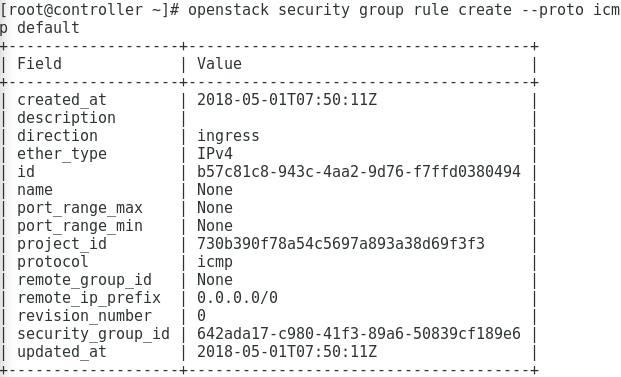 [root@controller ~]# openstack security group rule create --proto icm
p default
+-------------------+--------------------------------------+
| Field             | Value                                |
+-------------------+--------------------------------------+
| created_at        | 2018-05-01T07:50:11Z                 |
| description       |                                      |
| direction         | ingress                              |
| ether_type        | IPv4                                 |
| id                | b57c81c8-943c-4aa2-9d76-f7ffd0380494 |
| name              | None                                 |
| port_range_max    | None                                 |
| port_range_min    | None                                 |
| project_id        | 730b390f78a54c5697a893a38d69f3f3     |
| protocol          | icmp                                 |
| remote_group_id   | None                                 |
| remote_ip_prefix  | 0.0.0.0/0                            |
| revision_number   | 0                                    |
| security_group_id | 642ada17-c980-41f3-89a6-50839cf189e6 |
| updated_at        | 2018-05-01T07:50:11Z                 |
+-------------------+--------------------------------------+